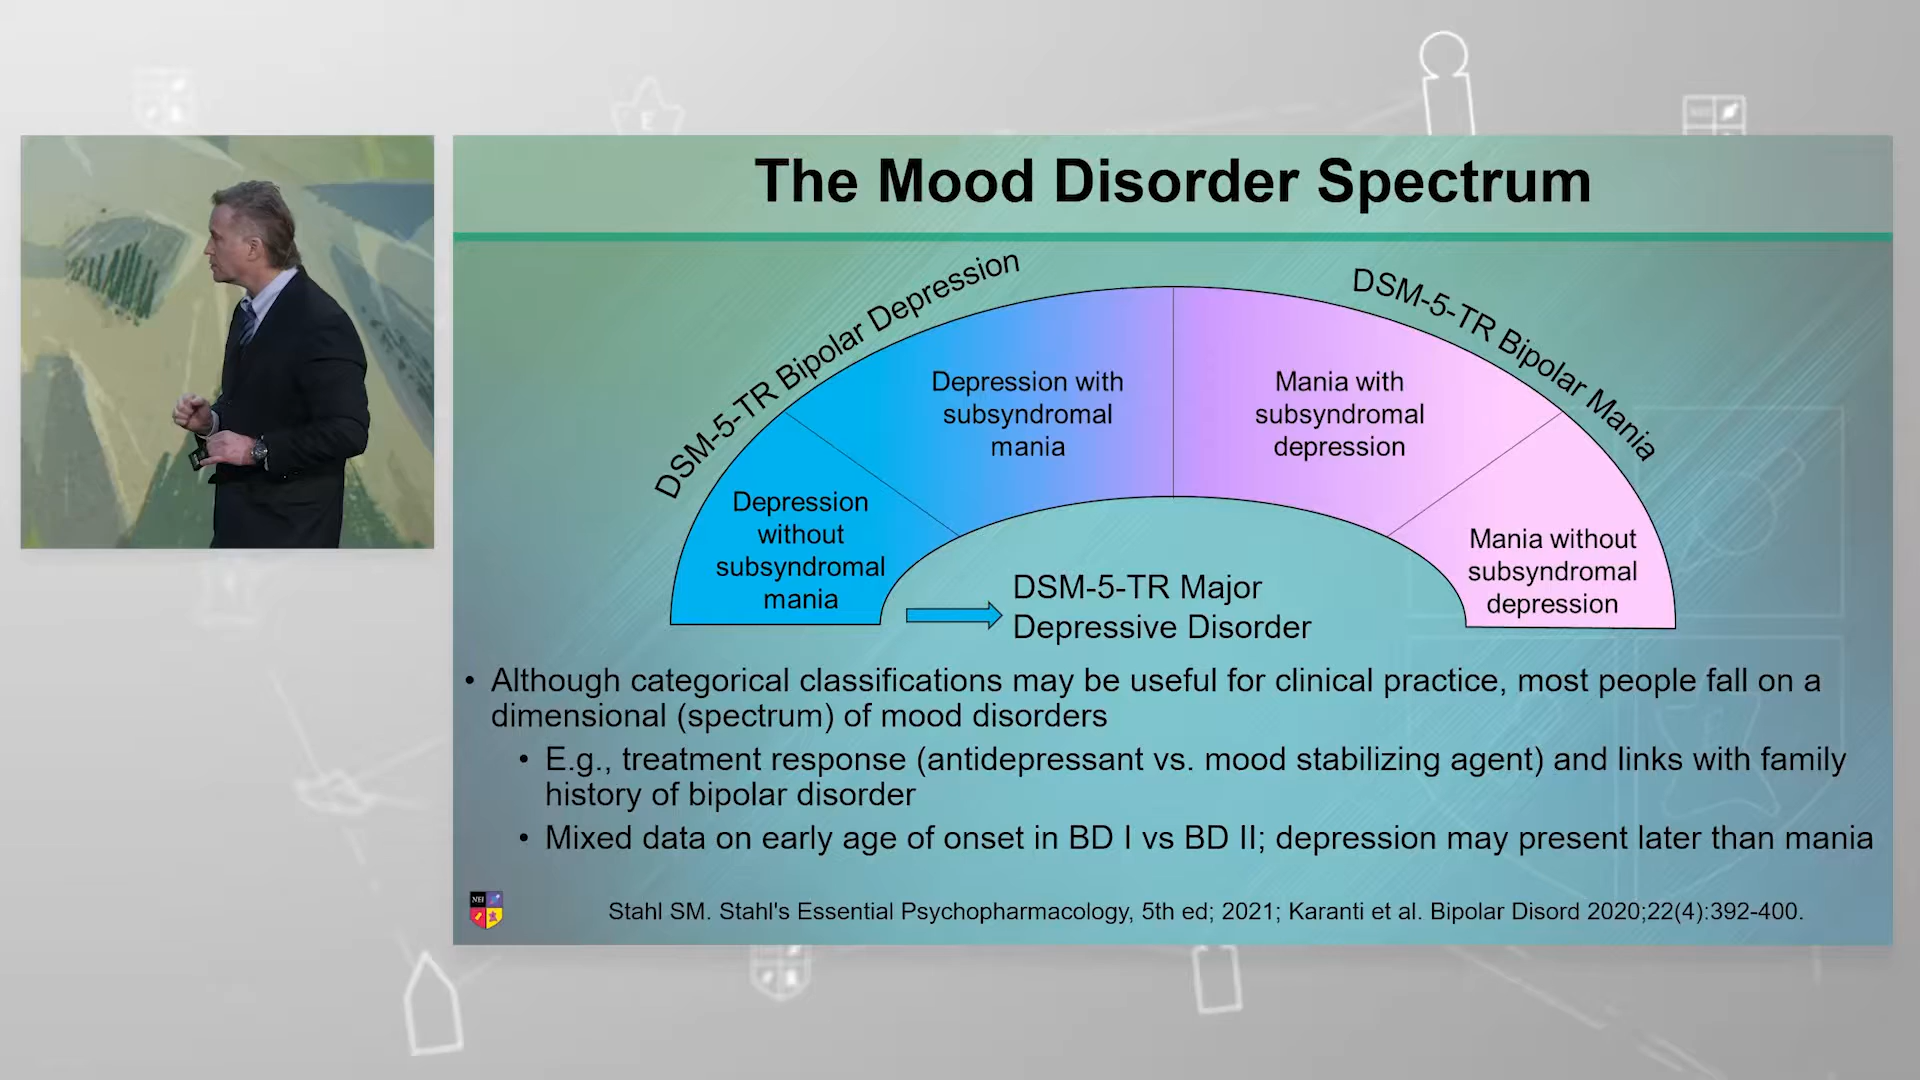 The Mood Disorder Spectrum
DSM-5-TR Bipolar Depression
DSM-5-TR Bipolar Mania
Depression
without
subsyndromal
mania
Depression with
subsyndromal
mania
Mania with
subsyndromal
depression
Mania without
subsyndromal
depression
DSM-5-TR Major
Depressive Disorder
• Although categorical classifications may be useful for clinical practice, most people fall on a
dimensional (spectrum) of mood disorders
• E.g., treatment response (antidepressant vs. mood stabilizing agent) and links with family
history of bipolar disorder
• Mixed data on early age of onset in BD I vs BD II; depression may present later than mania
NEI
Stahl SM. Stahl's Essential Psychopharmacology, 5th ed; 2021; Karanti et al. Bipolar Disord 2020;22(4):392-400.